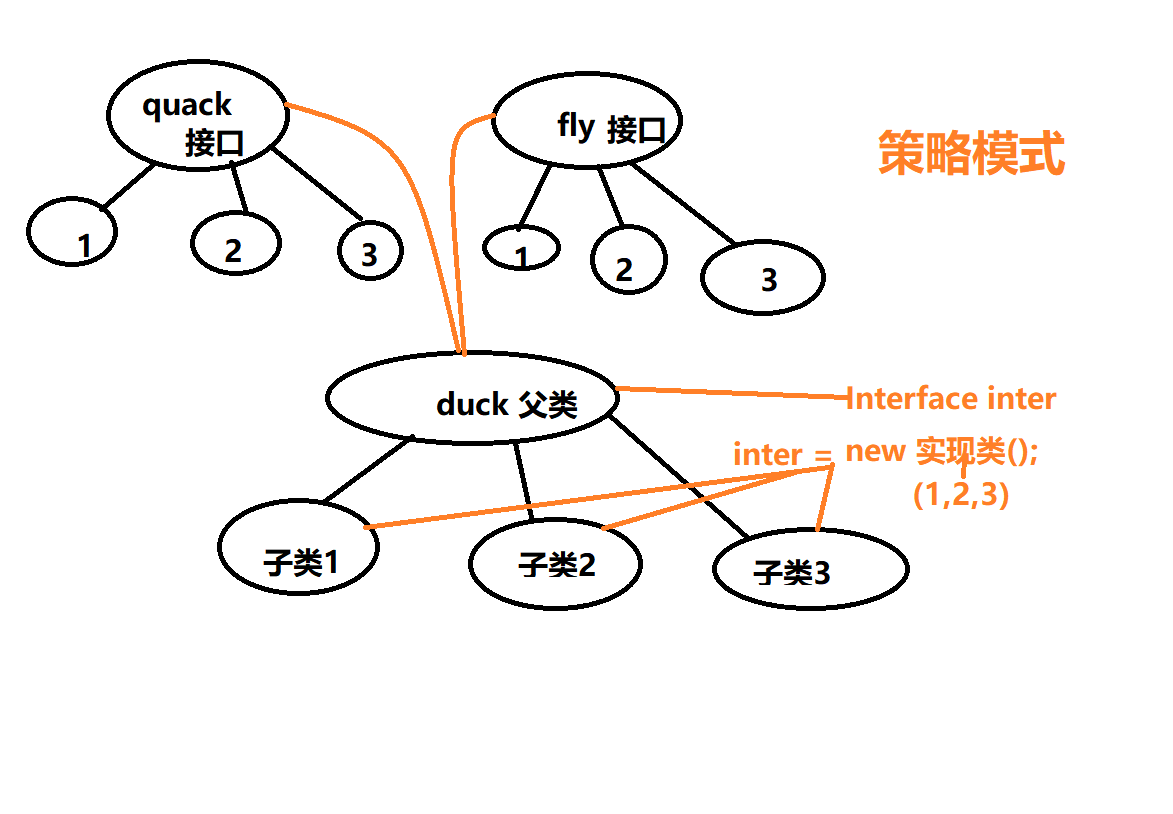 quack
接口
fly 接口
策略模式
1
2
3
1
2
3
duck 父类
Interface inter
inter = new 实现类();
(1,2,3)
子类1
子类2
子类3